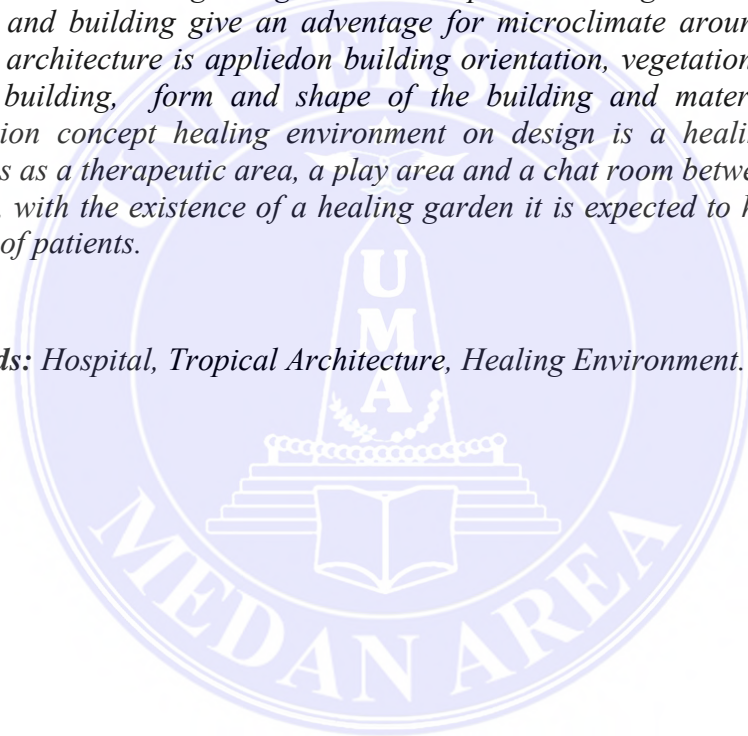 and building give an adventage for microclimate aroun
architecture is appliedon building orientation, vegetation
building, form and shape of the building and mater
ion concept healing environment on design is a heali
s as a therapeutic area, a play area and a chat room betwe
, with the existence of a healing garden it is expected to h
of patients.
ds: Hospital, Tropical Architecture, Healing Environment.
UNIVERSITAS
UMA
MEDAN AREA